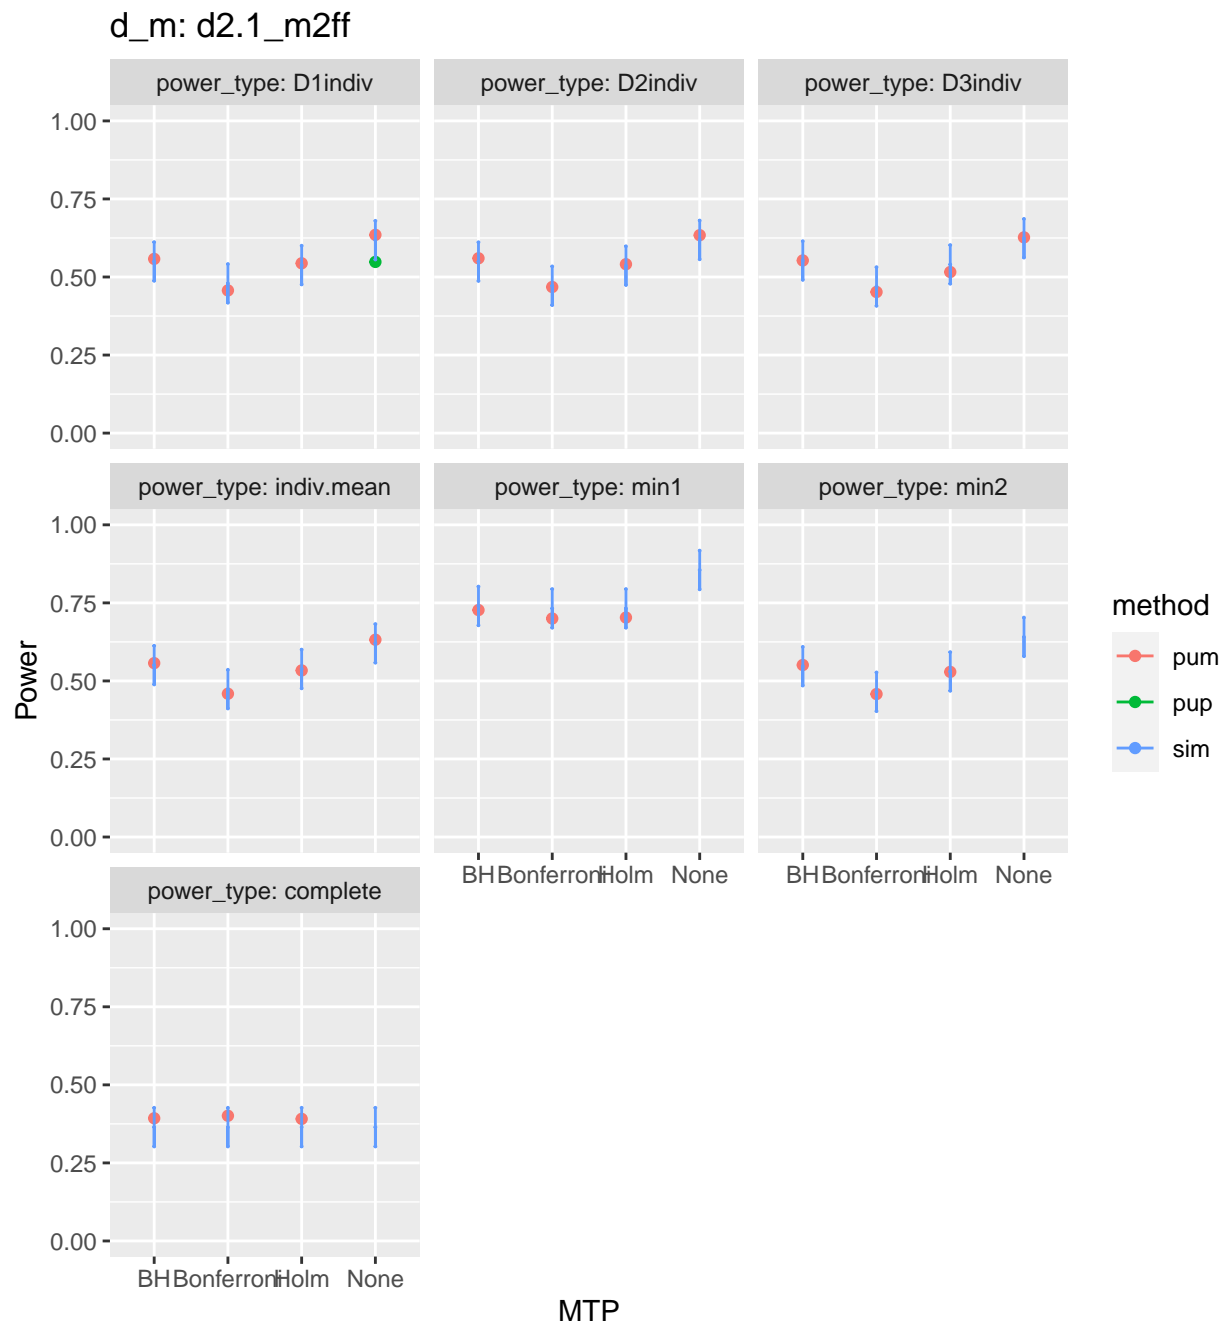 d_m: d2.1_m2ff
power_type: D1indiv
power_type: D2indiv
power_type: D3indiv
1.00
0.75
0.50
0.25
0.00
power_type: indiv.mean
power_type: min1
power_type: min2
1.00
0.75
0.50
0.25
0.00
BH Bonferroni Holm None
BH Bonferroni Holm None
power_type: complete
1.00
0.75
0.50
0.25
0.00
BH Bonferroni Holm None
MTP
Power
method
pum
pup
sim